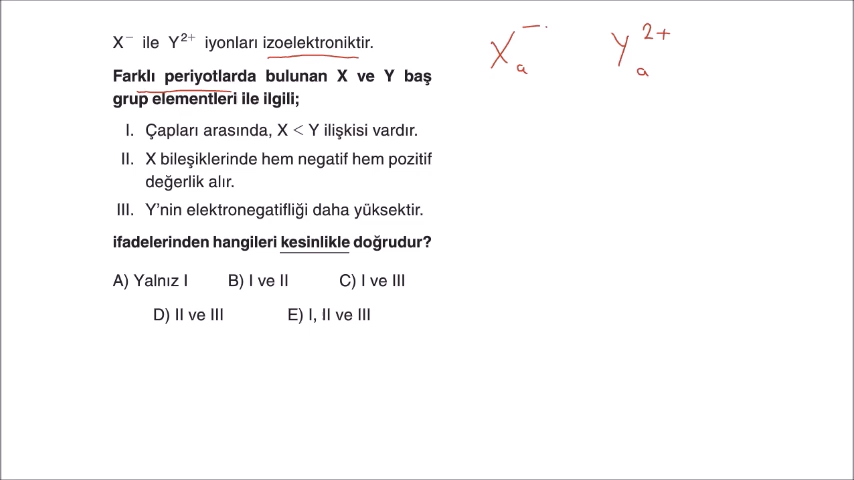 X⁻ ile Y²⁺ iyonları izoelektroniktir.
Farklı periyotlarda bulunan X ve Y baş
grup elementleri ile ilgili;
I. Çapları arasında, X < Y ilişkisi vardır.
II. X bileşiklerinde hem negatif hem pozitif
değerlik alır.
III. Y'nin elektronegatifliği daha yüksektir.
ifadelerinden hangileri kesinlikle doğrudur?
A) Yalnız I B) I ve II C) I ve III
D) II ve III E) I, II ve III
X⁻ₐ Y²⁺ₐ